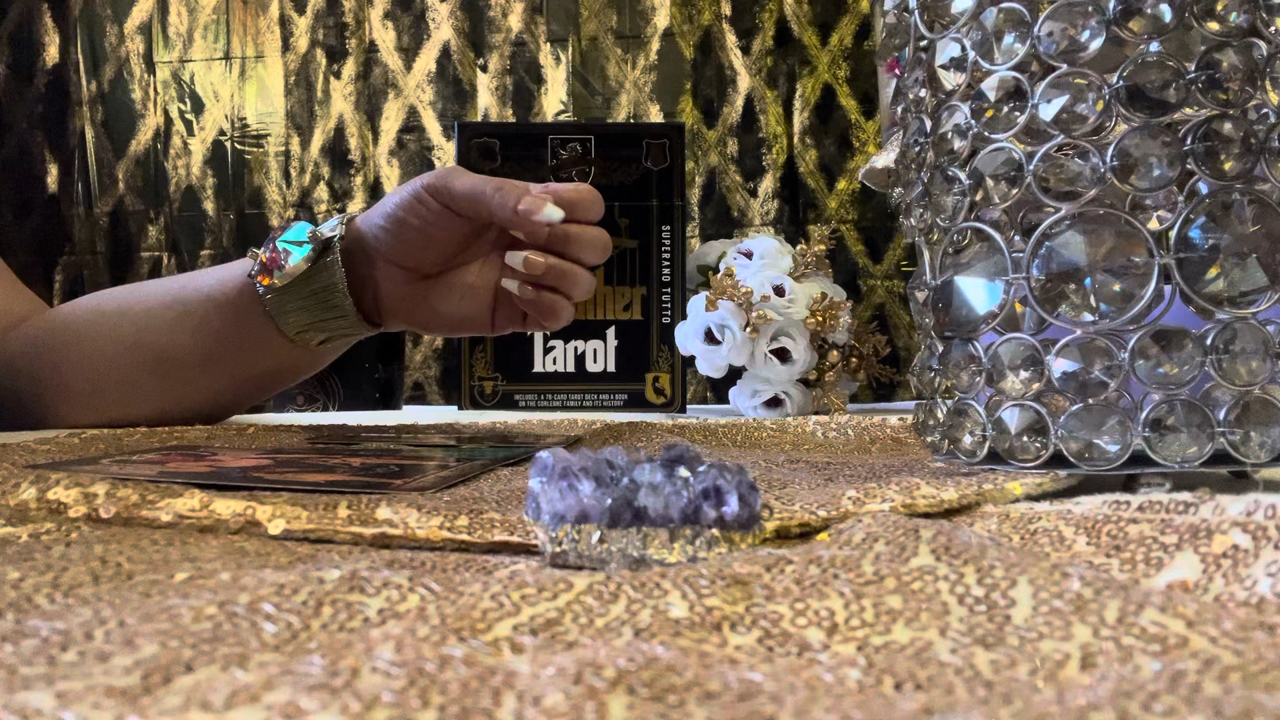 Tarot
SUPERANO TUTTO
INCLUDES: A 78-CARD TAROT DECK AND A BOOK
ON THE CORLEONE FAMILY AND ITS HISTORY